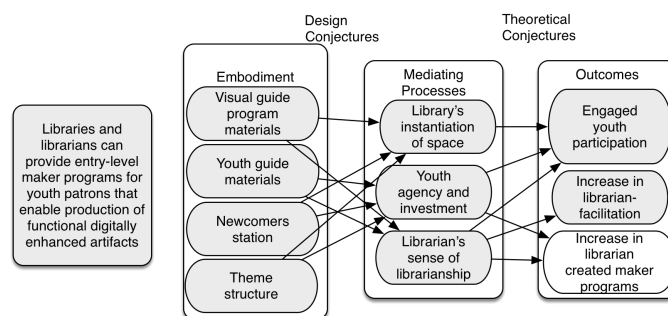 Design
Conjectures
Theoretical
Conjectures
Libraries and
librarians can
provide entry-level
maker programs for
youth patrons that
enable production of
functional digitally
enhanced artifacts
Embodiment
Visual guide
program
materials
Youth guide
materials
Newcomers
station
Theme
structure
Mediating
Processes
Library's
instantiation
of space
Youth
agency and
investment
Librarian's
sense of
librarianship
Outcomes
Engaged
youth
participation
Increase in
librarian-
facilitation
Increase in
librarian
created maker
programs